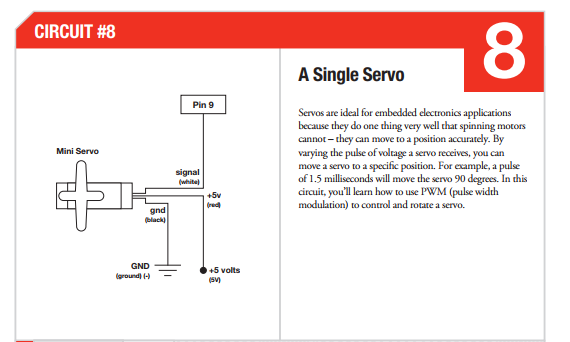 CIRCUIT #8
8
Pin 9
Mini Servo
signal
(white)
+5v
(red)
gnd
(black)
GND
(ground) (-)
+5 volts
(5V)
A Single Servo
Servos are ideal for embedded electronics applications
because they do one thing very well that spinning motors
cannot – they can move to a position accurately. By
varying the pulse of voltage a servo receives, you can
move a servo to a specific position. For example, a pulse
of 1.5 milliseconds will move the servo 90 degrees. In this
circuit, you'll learn how to use PWM (pulse width
modulation) to control and rotate a servo.